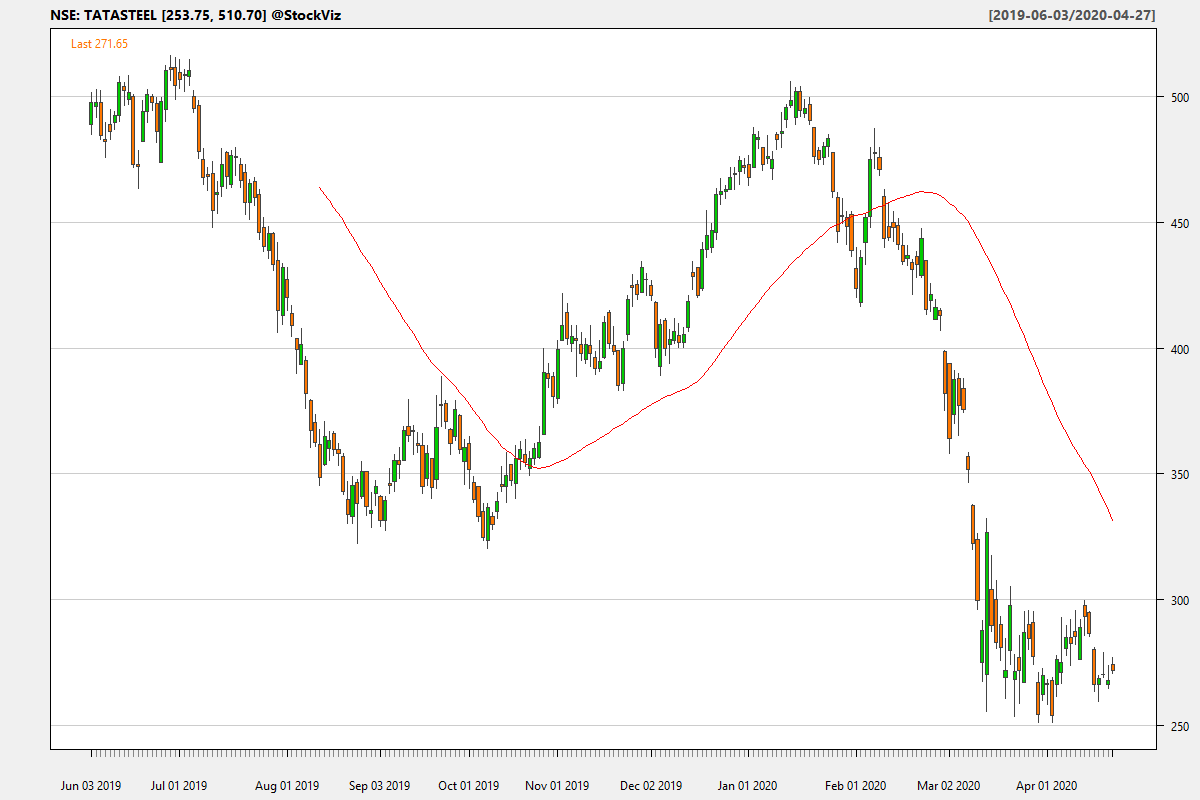 NSE: TATASTEEL [253.75, 510.70] @StockViz
[2019-06-03/2020-04-27]
Last 271.65
500
450
400
350
300
250
Jun 03 2019 Jul 01 2019 Aug 01 2019 Sep 03 2019 Oct 01 2019 Nov 01 2019 Dec 02 2019 Jan 01 2020 Feb 01 2020 Mar 02 2020 Apr 01 2020